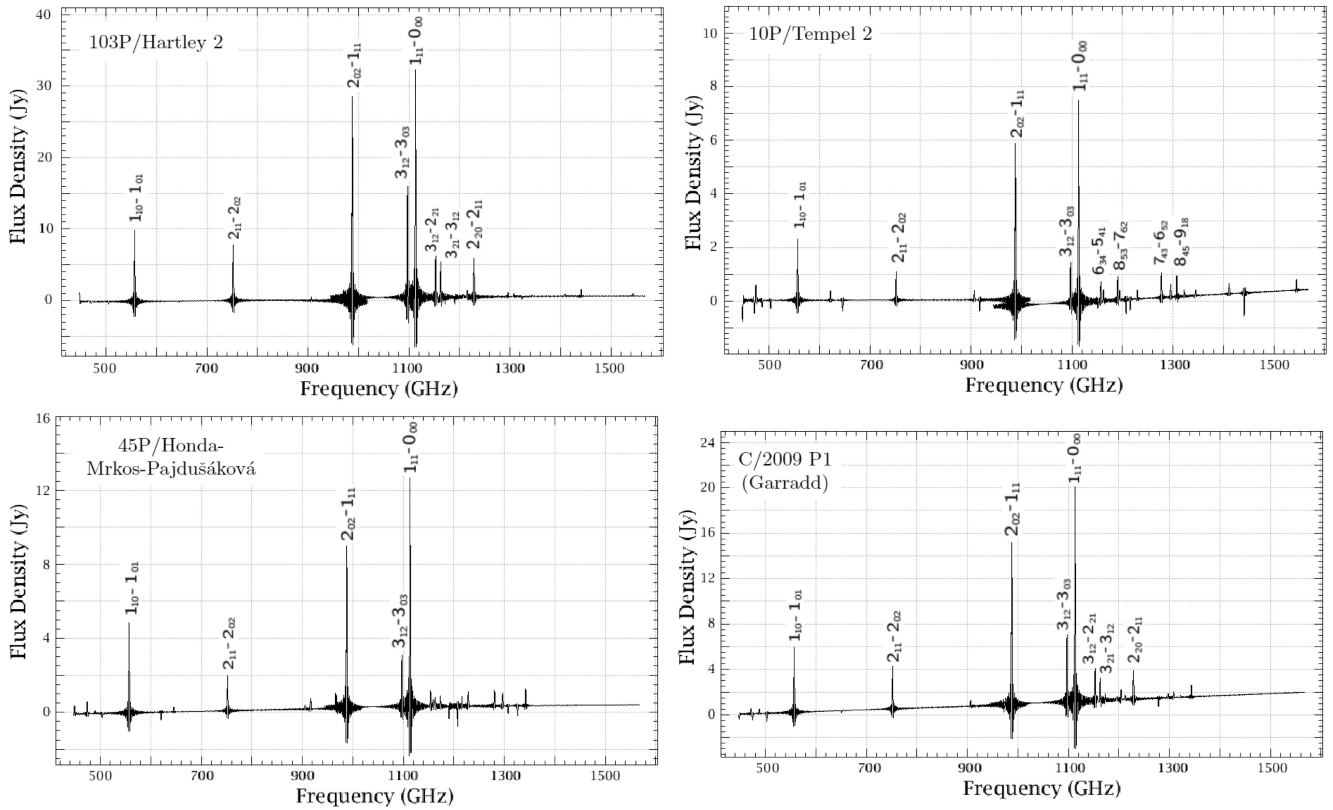 103P/Hartley 2
Flux Density (Jy)
40
30
20
10
0
1₁₀-1₀₁
2₁₁-2₀₂
2₀₂-1₁₁
3₁₂-3₀₃
1₁₁-0₀₀
3₁₂-2₂₁
3₂₁-3₁₂
2₂₀-2₁₁
500 700 900 1100 1300 1500
Frequency (GHz)
10P/Tempel 2
Flux Density (Jy)
10
8
6
4
2
0
1₁₀-1₀₁
2₁₁-2₀₂
2₀₂-1₁₁
3₁₂-3₀₃
1₁₁-0₀₀
6₃₄-5₄₁
8₅₃-7₆₂
7₄₃-6₅₂
8₄₅-9₁₈
500 700 900 1100 1300 1500
Frequency (GHz)
45P/Honda-
Mrkos-Pajdušáková
Flux Density (Jy)
16
12
8
4
0
1₁₀-1₀₁
2₁₁-2₀₂
2₀₂-1₁₁
3₁₂-3₀₃
1₁₁-0₀₀
500 700 900 1100 1300 1500
Frequency (GHz)
C/2009 P1
(Garradd)
Flux Density (Jy)
24
20
16
12
8
4
0
1₁₀-1₀₁
2₁₁-2₀₂
2₀₂-1₁₁
3₁₂-3₀₃
1₁₁-0₀₀
3₁₂-2₂₁
3₂₁-3₁₂
2₂₀-2₁₁
500 700 900 1100 1300 1500
Frequency (GHz)